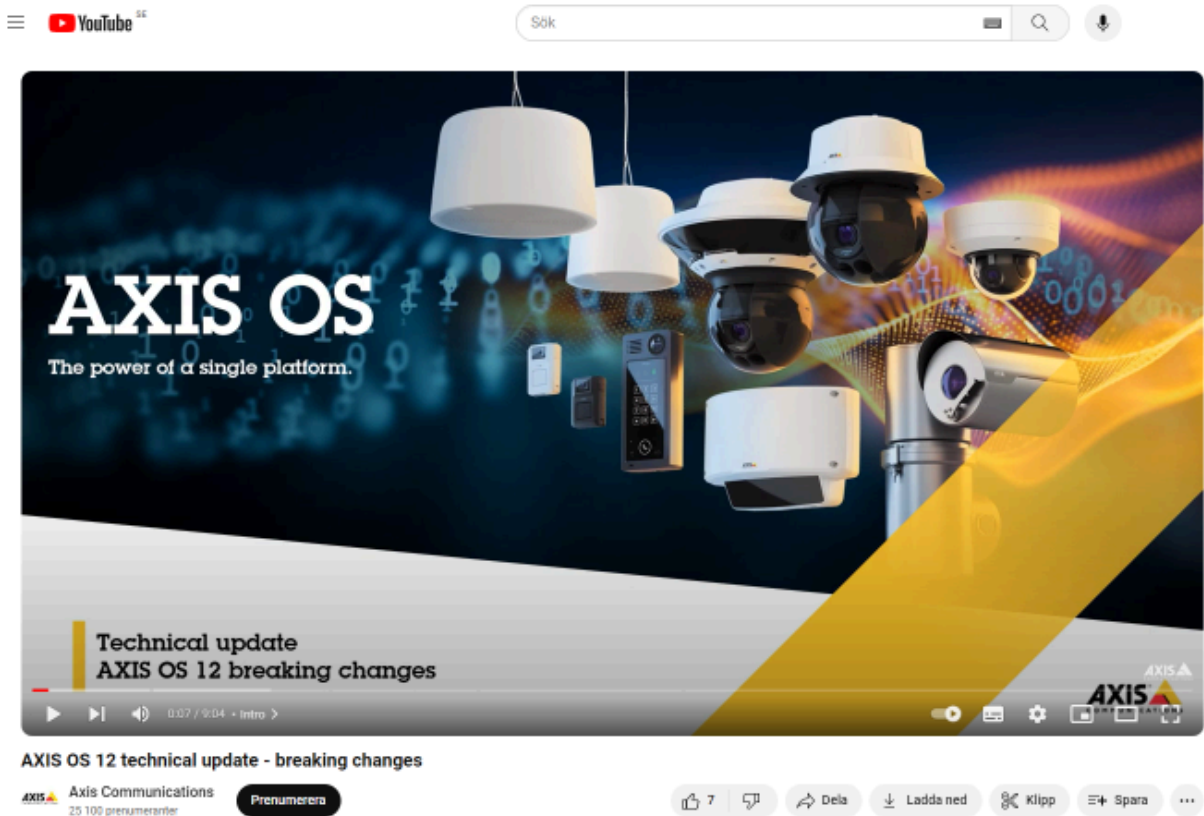 YouTube SE
Sök
AXIS OS
The power of a single platform.
Technical update
AXIS OS 12 breaking changes
AXIS
AXIS
COMMUNICATIONS
0:07 / 9:04 • Intro >
AXIS OS 12 technical update - breaking changes
AXIS
Axis Communications
25 100 prenumeranter
Prenumerera
7
Dela
Ladda ned
Klipp
Spara